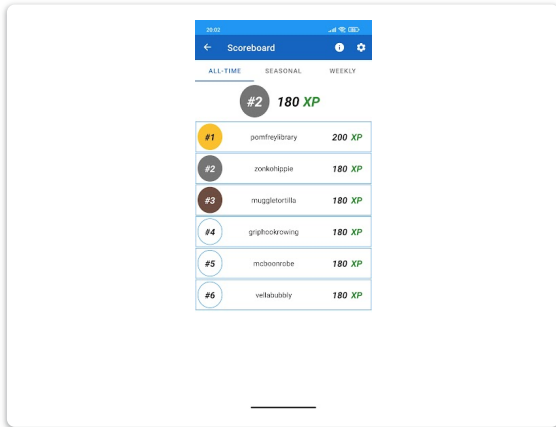 20:02
Scoreboard
ALL-TIME SEASONAL WEEKLY
#2 180 XP
#1 pomfreylibrary 200 XP
#2 zonkohippie 180 XP
#3 muggletortilla 180 XP
#4 griphookrowing 180 XP
#5 mcboonrobe 180 XP
#6 vellabubbly 180 XP